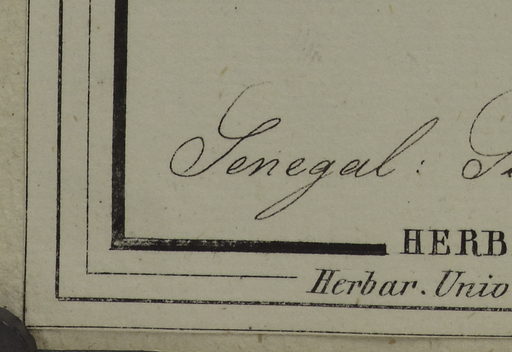 Senegal:
HERB
Herbar. Unio